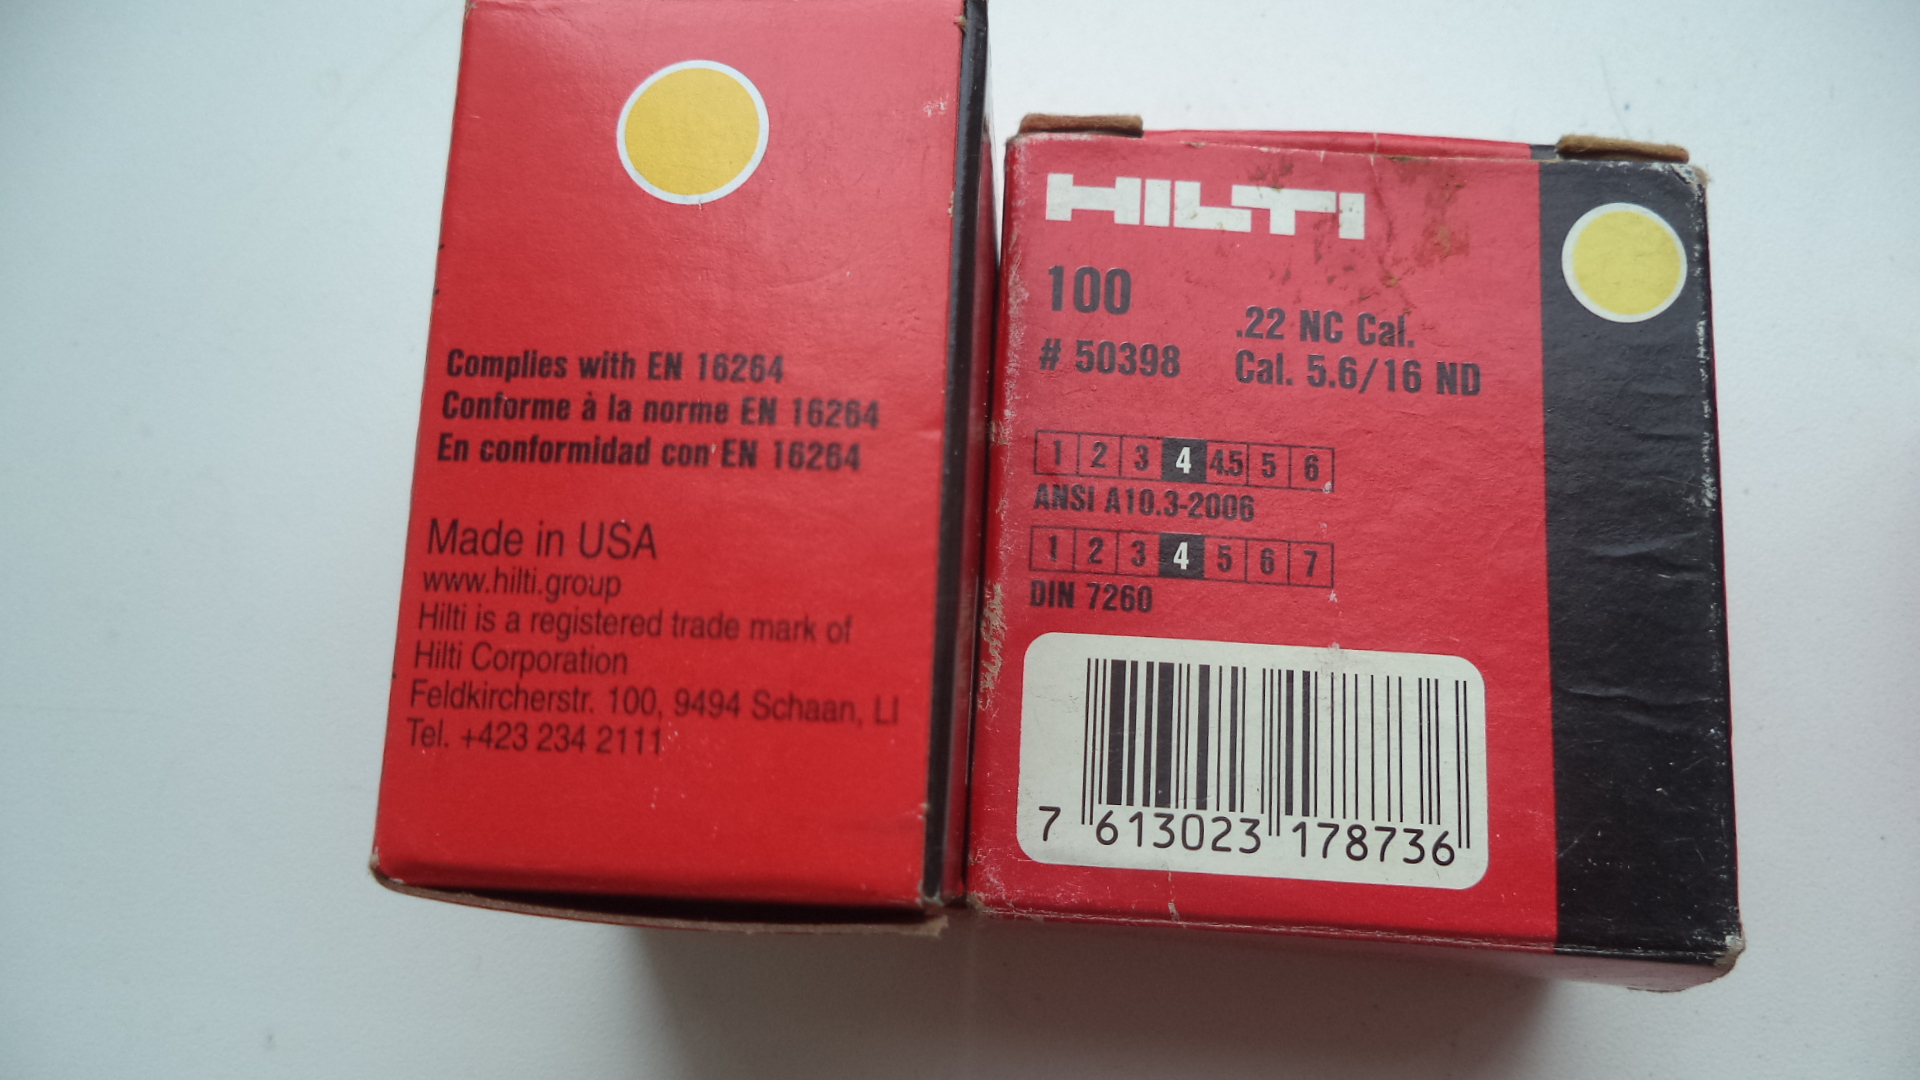 Complies with EN 16264
Conforme à la norme EN 16264
En conformidad con EN 16264
Made in USA
www.hilti.group
Hilti is a registered trade mark of
Hilti Corporation
Feldkircherstr. 100, 9494 Schaan, LI
Tel. +423 234 2111
HILTI
100
# 50398
.22 NC Cal.
Cal. 5.6/16 ND
1 2 3 4 4.5 5 6
ANSI A10.3-2006
1 2 3 4 5 6 7
DIN 7260
7 613023 178736